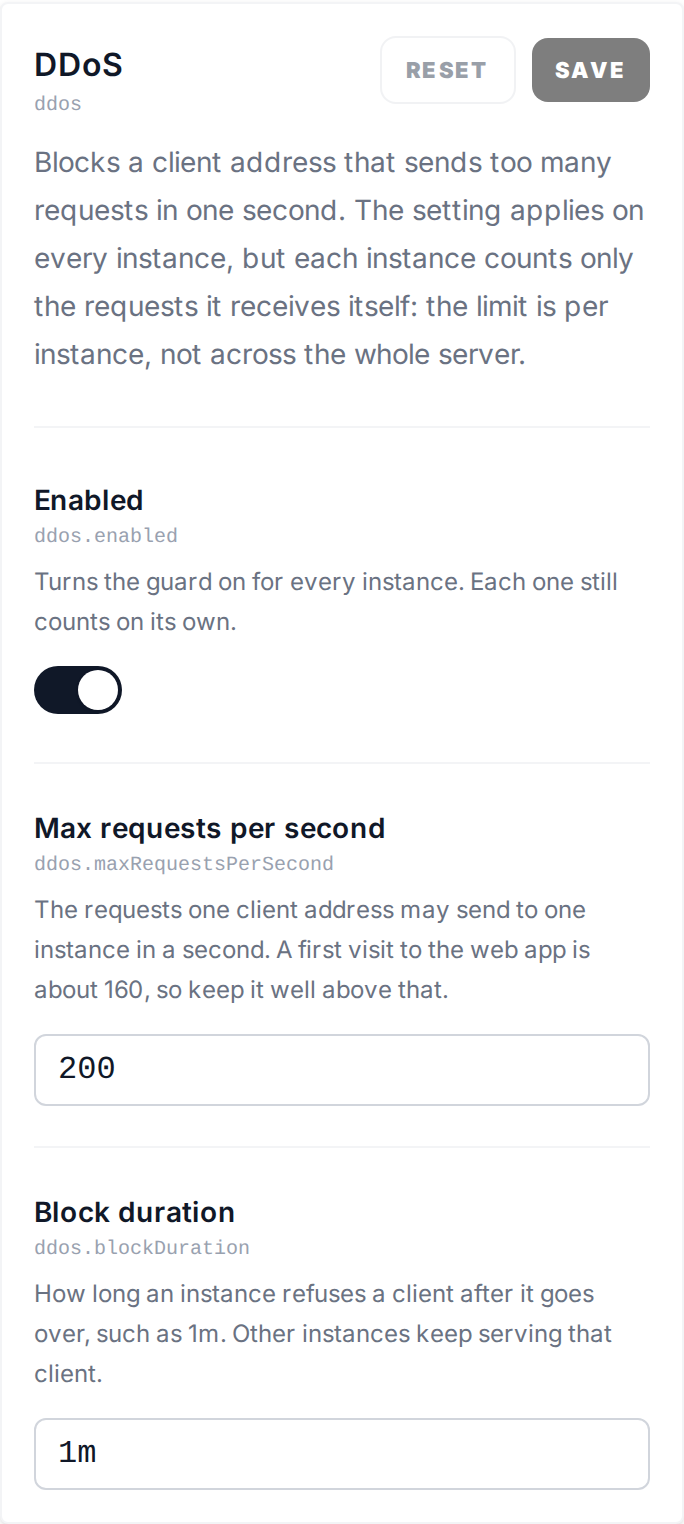 DDoS
RESET
SAVE
ddos
Blocks a client address that sends too many
requests in one second. The setting applies on
every instance, but each instance counts only
the requests it receives itself: the limit is per
instance, not across the whole server.
Enabled
ddos.enabled
Turns the guard on for every instance. Each one still
counts on its own.
Max requests per second
ddos.maxRequestsPerSecond
The requests one client address may send to one
instance in a second. A first visit to the web app is
about 160, so keep it well above that.
200
Block duration
ddos.blockDuration
How long an instance refuses a client after it goes
over, such as 1m. Other instances keep serving that
client.
1m